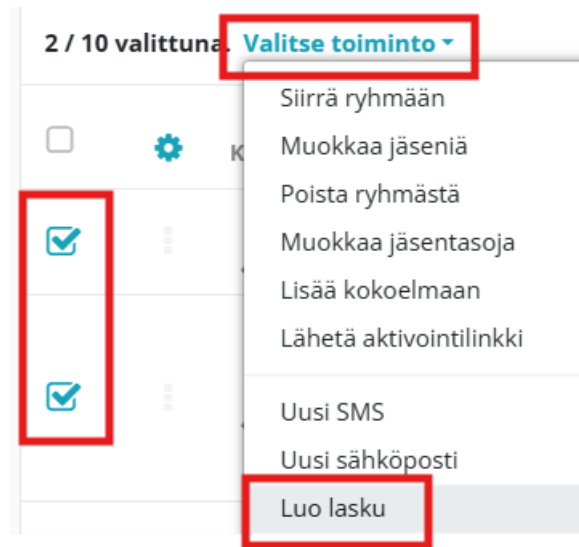 2 / 10 valittuna. Valitse toiminto
Siirrä ryhmään
K
Muokkaa jäseniä
Poista ryhmästä
Muokkaa jäsentasoja
Lisää kokoelmaan
Lähetä aktivointilinkki
Uusi SMS
Uusi sähköposti
Luo lasku